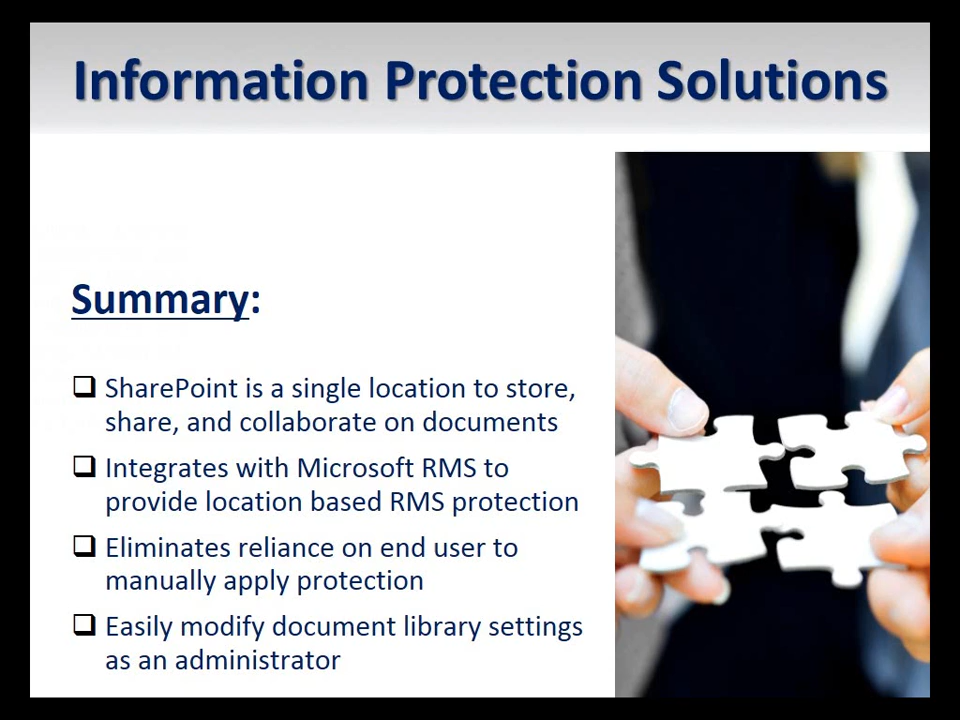 Information Protection Solutions
Summary:
SharePoint is a single location to store,
share, and collaborate on documents
Integrates with Microsoft RMS to
provide location based RMS protection
Eliminates reliance on end user to
manually apply protection
Easily modify document library settings
as an administrator